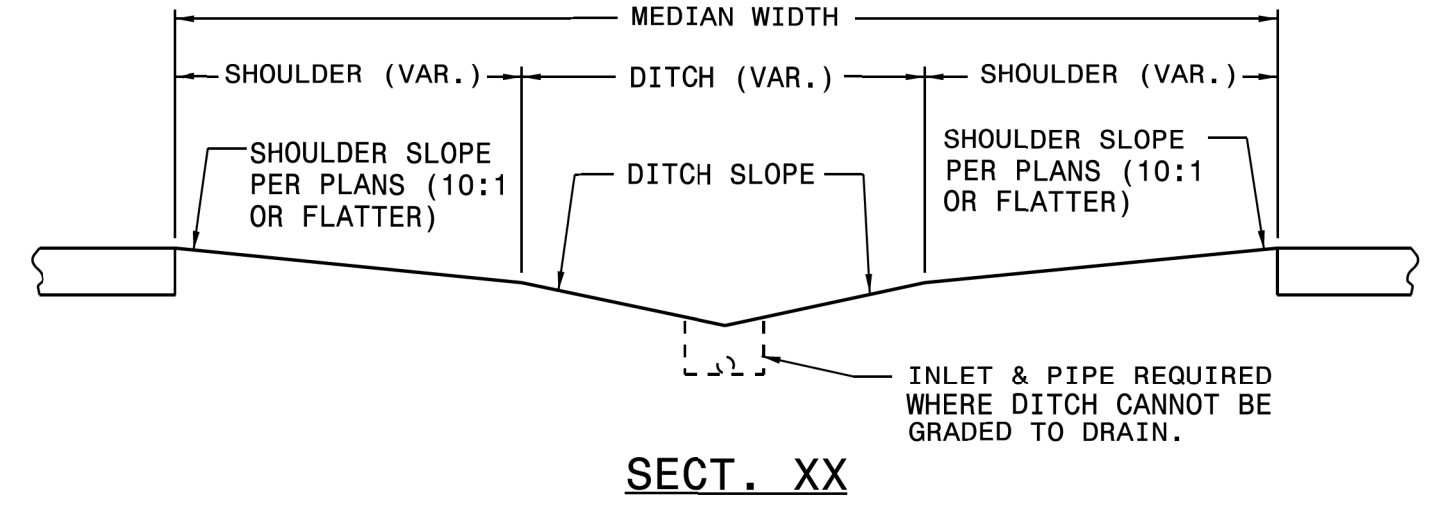 MEDIAN WIDTH
SHOULDER (VAR.)
DITCH (VAR.)
SHOULDER (VAR.)
SHOULDER SLOPE
PER PLANS (10:1
OR FLATTER)
DITCH SLOPE
SHOULDER SLOPE
PER PLANS (10:1
OR FLATTER)
INLET & PIPE REQUIRED
WHERE DITCH CANNOT BE
GRADED TO DRAIN.
SECT. XX